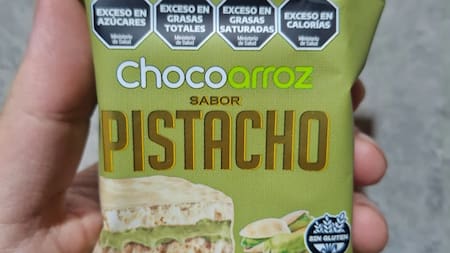 EXCESO EN
AZÚCARES
Ministerio
de Salud
EXCESO EN
GRASAS
TOTALES
Ministerio
de Salud
EXCESO EN
GRASAS
SATURADAS
Ministerio
de Salud
EXCESO EN
CALORÍAS
Ministerio
de Salud
Chocoarroz
SABOR
PISTACHO
SIN GLUTEN